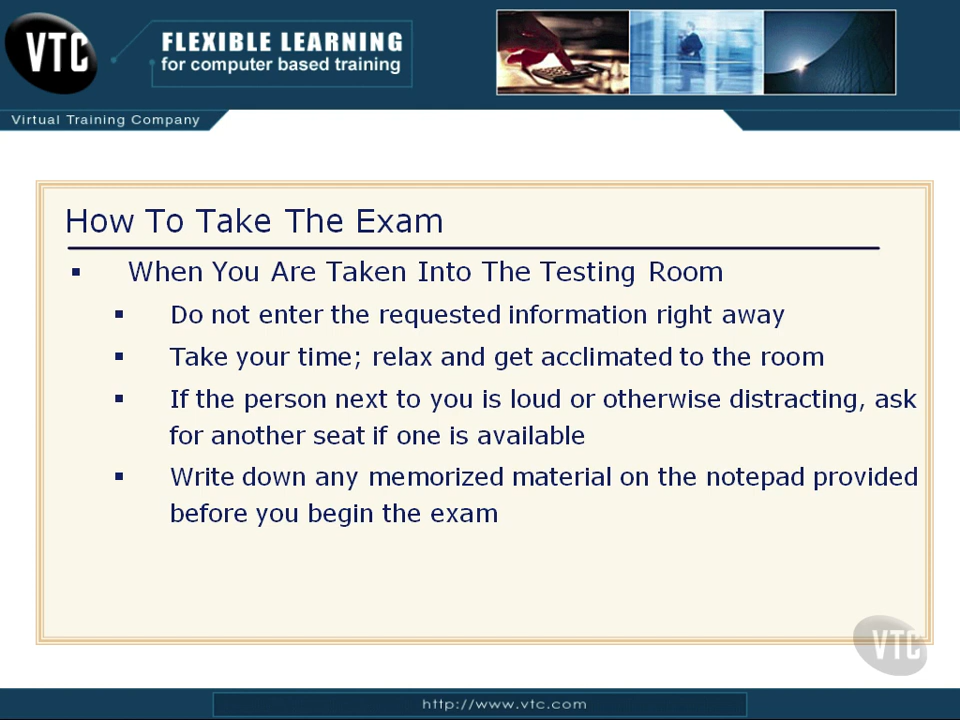 VTC
FLEXIBLE LEARNING
for computer based training
Virtual Training Company
How To Take The Exam
▪ When You Are Taken Into The Testing Room
▪ Do not enter the requested information right away
▪ Take your time; relax and get acclimated to the room
▪ If the person next to you is loud or otherwise distracting, ask
for another seat if one is available
▪ Write down any memorized material on the notepad provided
before you begin the exam
VTC
http://www.vtc.com